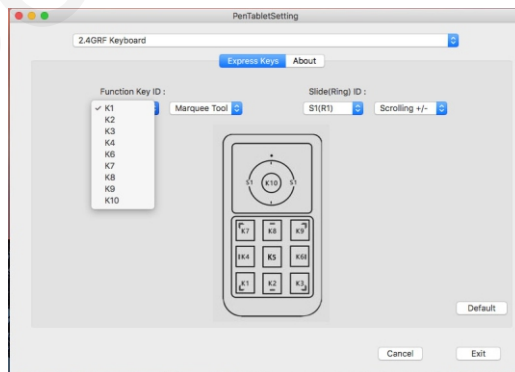 PenTabletSetting
2.4GRF Keyboard
Express Keys About
Function Key ID : Slide(Ring) ID :
✓ K1 Marquee Tool S1(R1) Scrolling +/-
K2
K3
K4
K6
K7
K8
K9
K10
S1 K10 S1
K7 K8 K9
K4 K5 K6
K1 K2 K3
Default
Cancel Exit